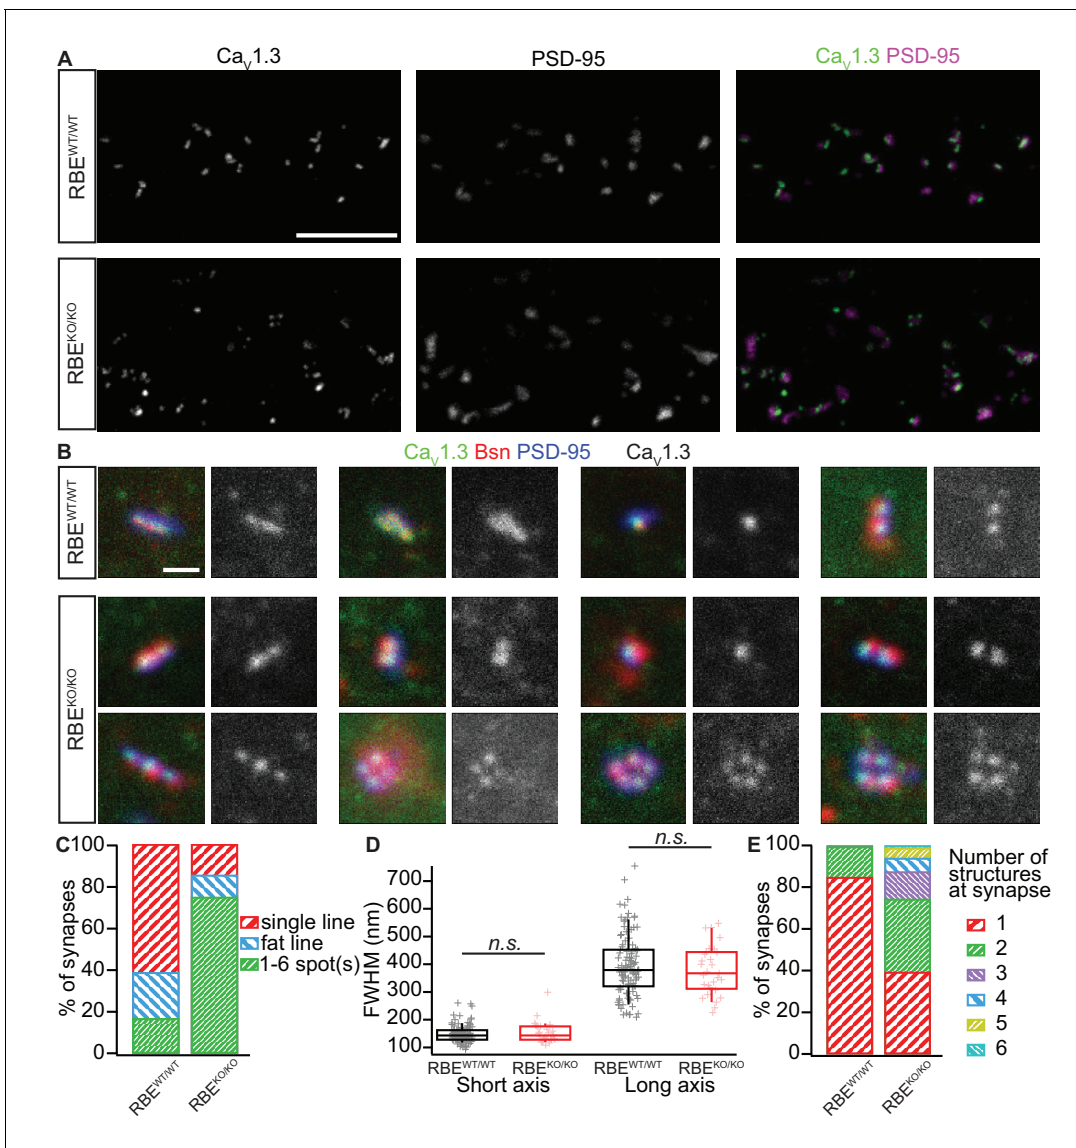 A
Cav1.3
PSD-95
Cav1.3 PSD-95
RBEWT/WT
RBEKO/KO
B
Cav1.3 Bsn PSD-95
Cav1.3
RBEWT/WT
RBEKO/KO
C
100
80
60
40
20
0
% of synapses
RBEWT/WT
RBEKO/KO
single line
fat line
1-6 spot(s)
D
700
600
500
400
300
200
100
FWHM (nm)
n.s.
n.s.
RBEWT/WT
RBEKO/KO
RBEWT/WT
RBEKO/KO
Short axis
Long axis
E
100
80
60
40
20
0
% of synapses
RBEWT/WT
RBEKO/KO
Number of
structures
at synapse
1
2
3
4
5
6